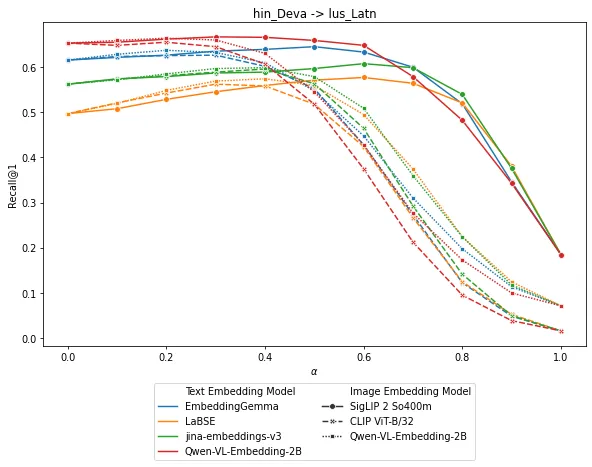 hin_Deva -> lus_Latn
Recall@1
0.6
0.5
0.4
0.3
0.2
0.1
0.0
0.0 0.2 0.4 0.6 0.8 1.0
α
Text Embedding Model Image Embedding Model
EmbeddingGemma SigLIP 2 So400m
LaBSE CLIP ViT-B/32
jina-embeddings-v3 Qwen-VL-Embedding-2B
Qwen-VL-Embedding-2B